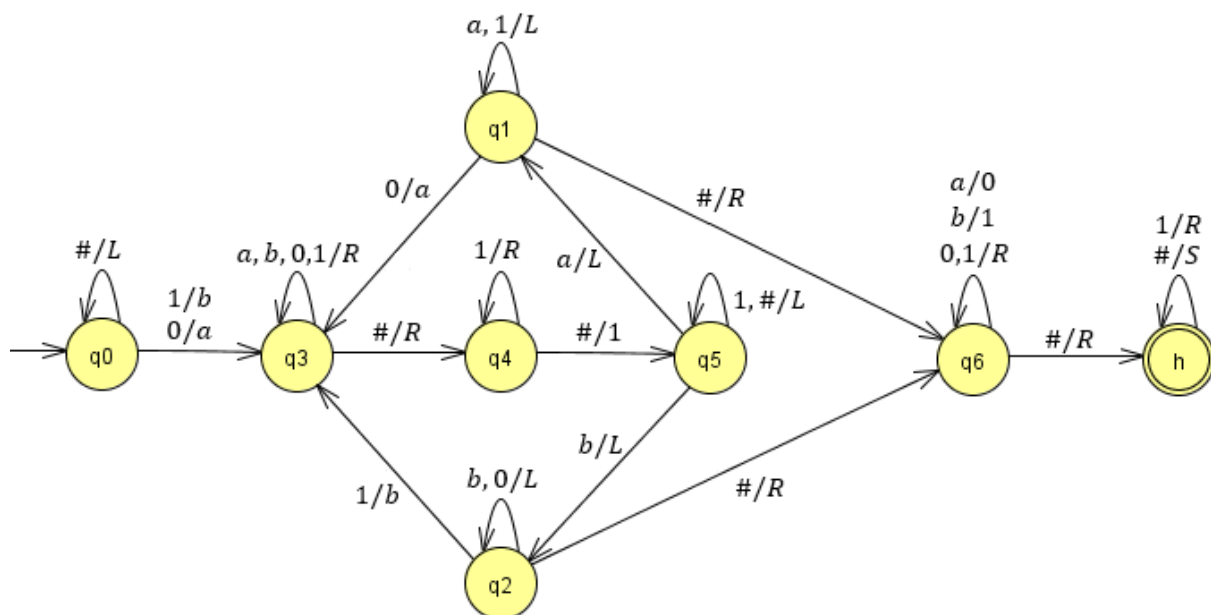 a, 1/L
q1
0/a
#/R
a/0
b/1
0,1/R
1/R
#/S
#/L
1/b
0/a
a, b, 0,1/R
1/R
a/L
1, #/L
q0
q3
#/R
q4
#/1
q5
q6
#/R
h
b/L
1/b
b, 0/L
#/R
q2